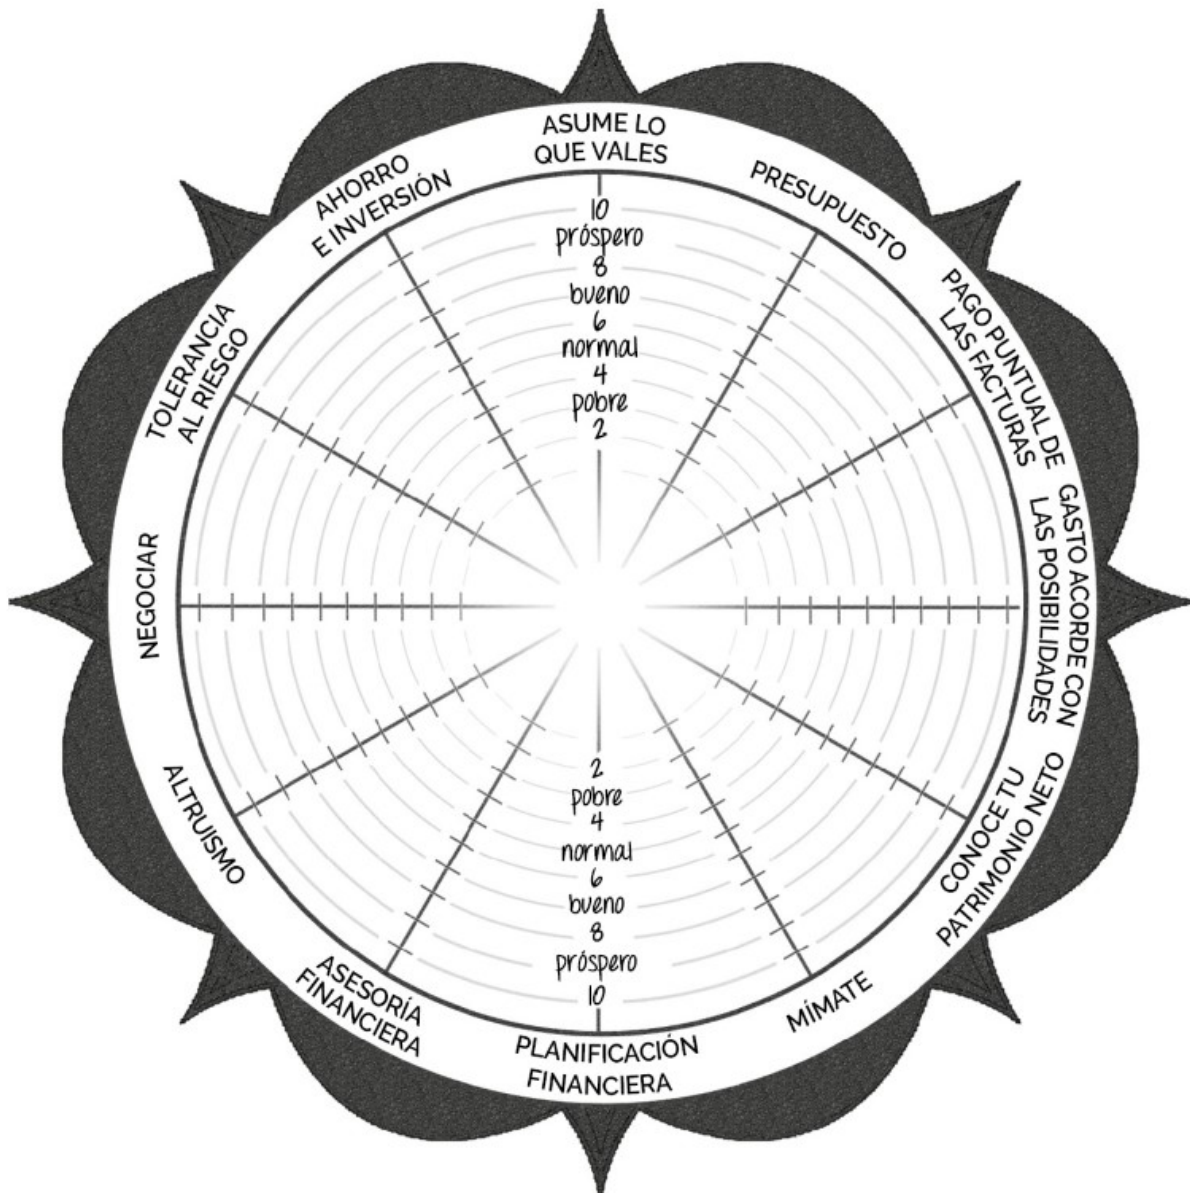 ASUME LO
QUE VALES
PRESUPUESTO
PAGO PUNTUAL DE
LAS FACTURAS
GASTO ACORDE CON
LAS POSIBILIDADES
CONOCE TU
PATRIMONIO NETO
MÍMATE
PLANIFICACIÓN
FINANCIERA
ASESORÍA
FINANCIERA
ALTRUISMO
NEGOCIAR
TOLERANCIA
AL RIESGO
AHORRO
E INVERSIÓN
10
próspero
8
bueno
6
normal
4
pobre
2
2
pobre
4
normal
6
bueno
8
próspero
10